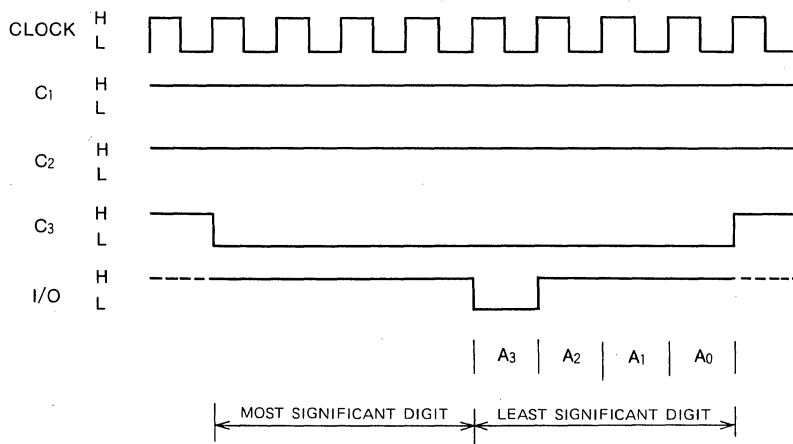 CLOCK H
L
C1 H
L
C2 H
L
C3 H
L
I/O H
L
A3 A2 A1 A0
MOST SIGNIFICANT DIGIT LEAST SIGNIFICANT DIGIT